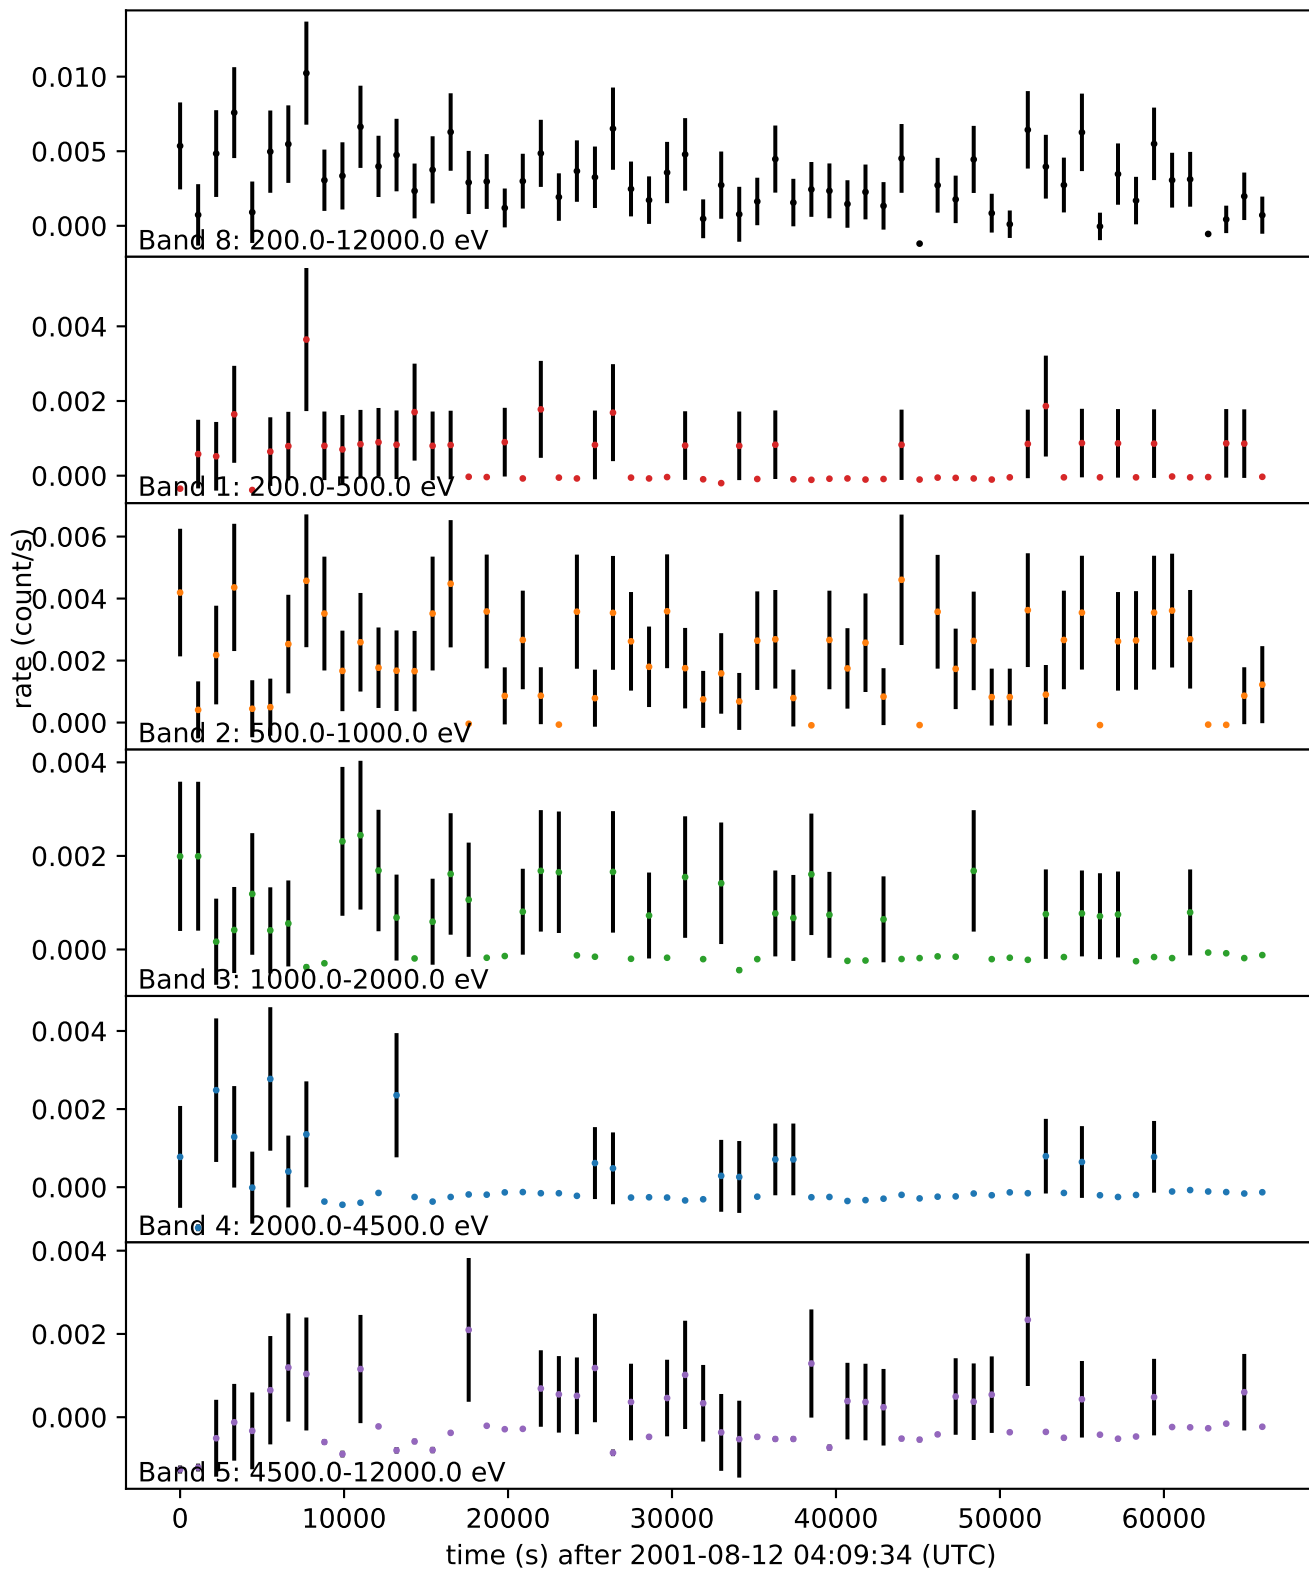 0.010
0.005
0.000
Band 8: 200.0-12000.0 eV
0.004
0.002
0.000
Band 1: 200.0-500.0 eV
rate (count/s)
0.006
0.004
0.002
0.000
Band 2: 500.0-1000.0 eV
0.004
0.002
0.000
Band 3: 1000.0-2000.0 eV
0.004
0.002
0.000
Band 4: 2000.0-4500.0 eV
0.004
0.002
0.000
Band 5: 4500.0-12000.0 eV
0 10000 20000 30000 40000 50000 60000
time (s) after 2001-08-12 04:09:34 (UTC)